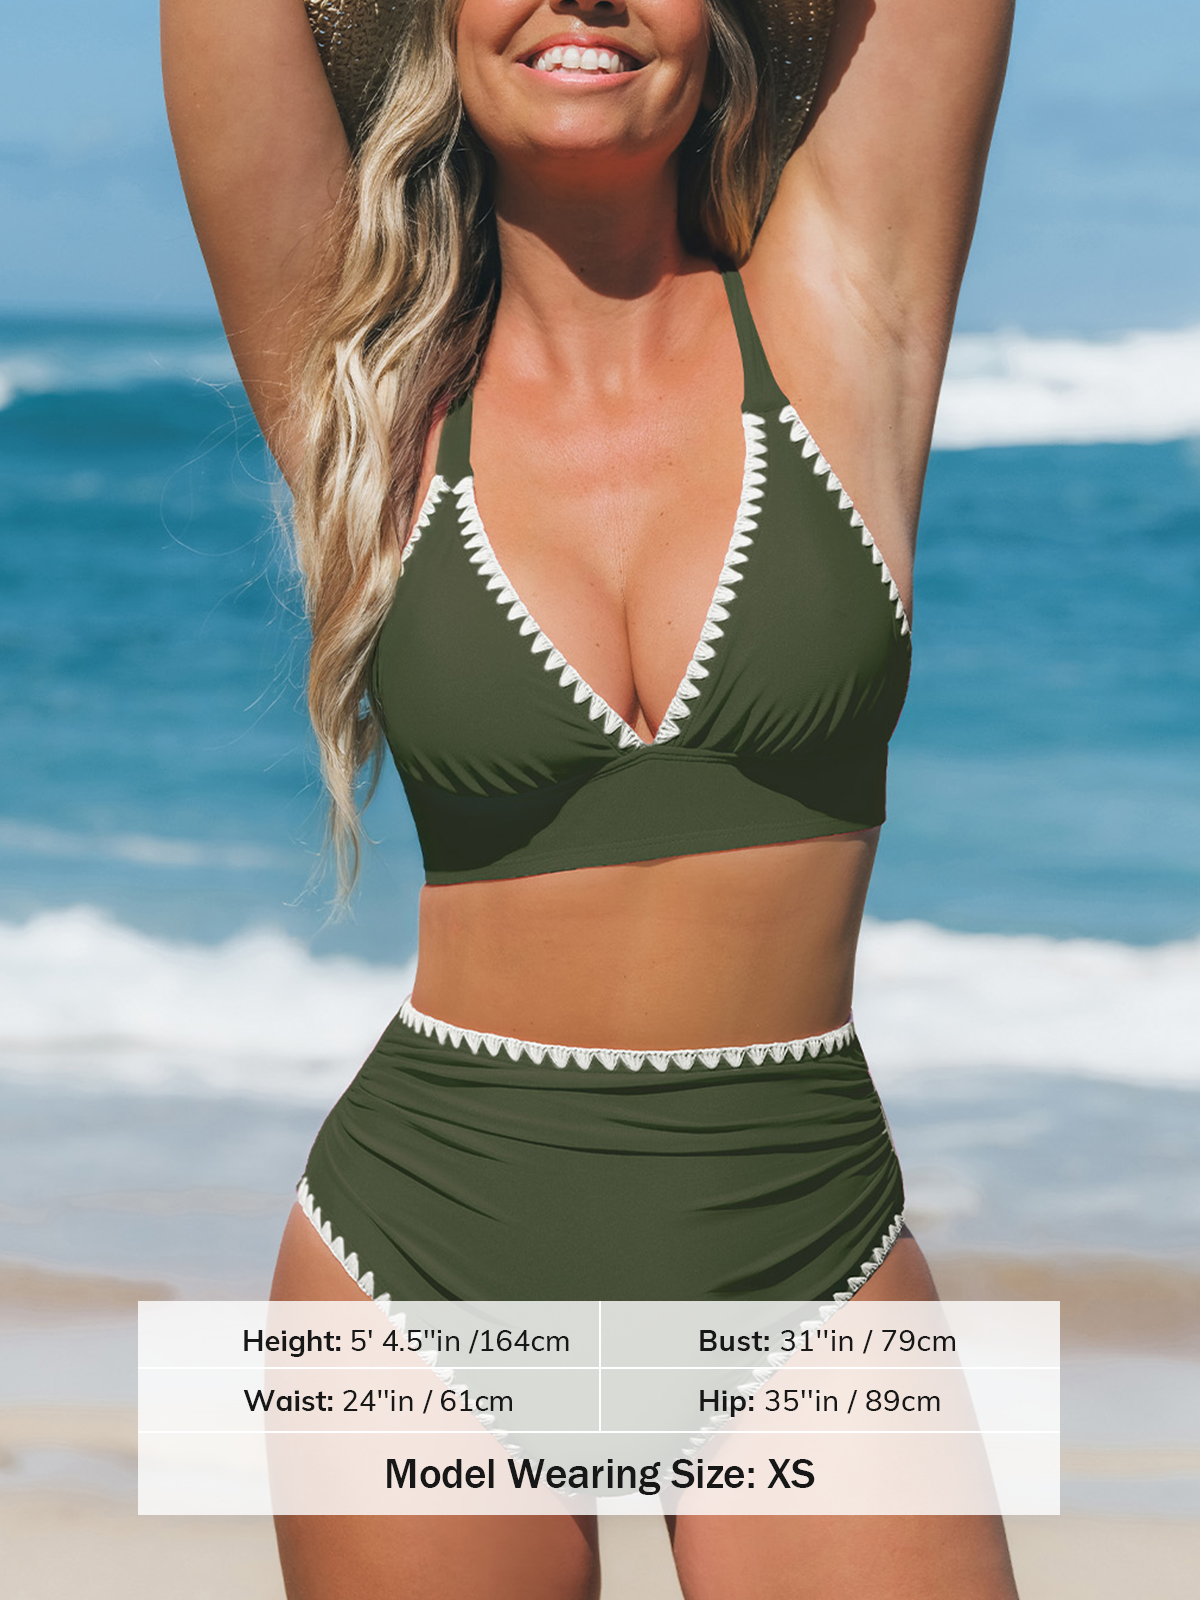 Height: 5' 4.5''in /164cm
Bust: 31''in / 79cm
Waist: 24''in / 61cm
Hip: 35''in / 89cm
Model Wearing Size: XS